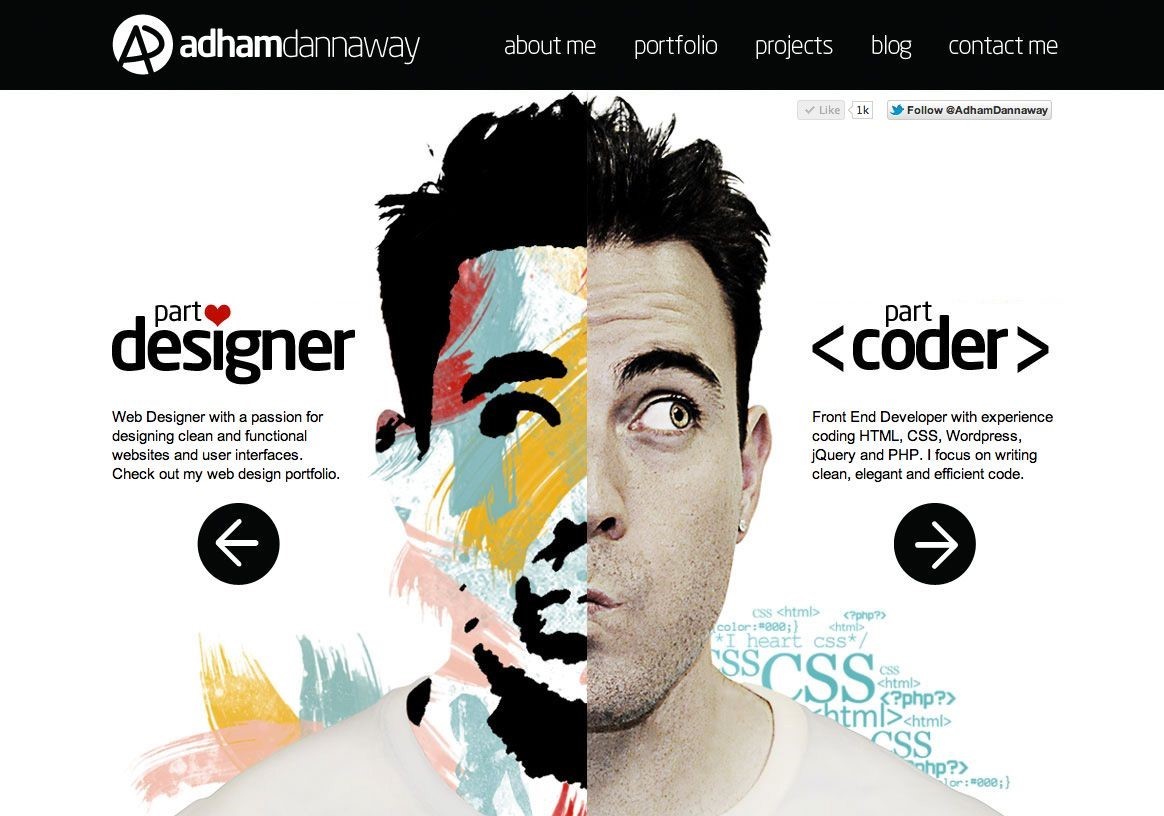 adhamdannaway
about me
portfolio
projects
blog
contact me
Like
1k
Follow @AdhamDannaway
part
designer
Web Designer with a passion for
designing clean and functional
websites and user interfaces.
Check out my web design portfolio.
part
<coder>
Front End Developer with experience
coding HTML, CSS, Wordpress,
jQuery and PHP. I focus on writing
clean, elegant and efficient code.
css <html> <?php?>
color:#000;} <html>
*I heart css*/
CSS CSS css
<html>
<?php?>
html> <html>
CSS
php?>
lor:#000;}